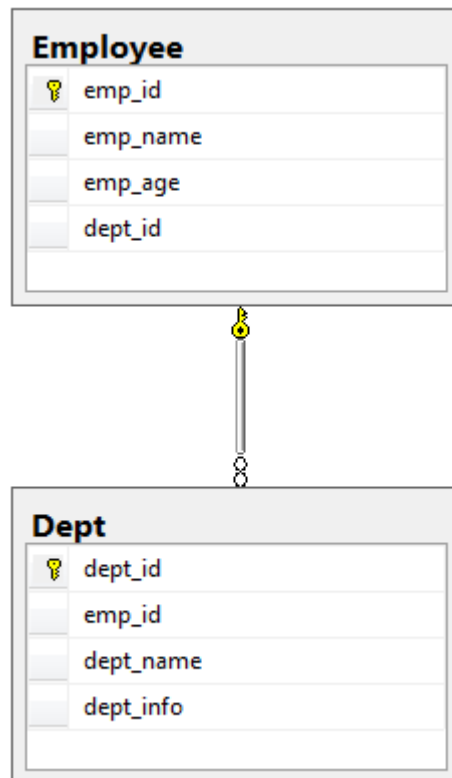 Employee
emp_id
emp_name
emp_age
dept_id
Dept
dept_id
emp_id
dept_name
dept_info